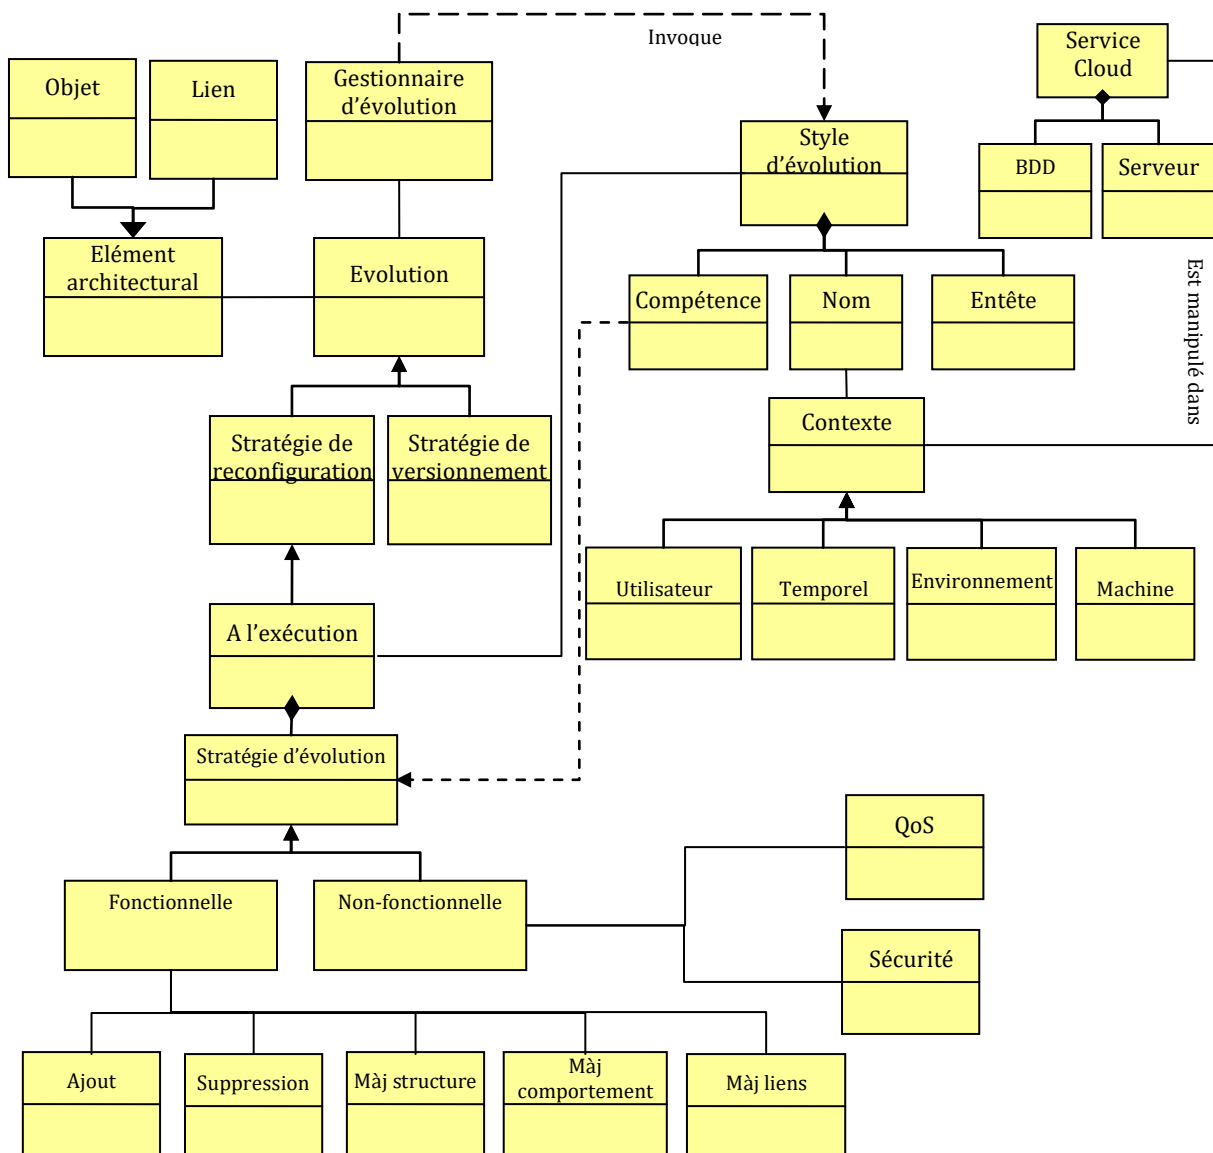 Invoque
Service
Cloud
Objet
Lien
Gestionnaire
d'évolution
Style
d'évolution
BDD
Serveur
Elément
architectural
Evolution
Est manipulé dans
Compétence
Nom
Entête
Contexte
Stratégie de
reconfiguration
Stratégie de
versionnement
Utilisateur
Temporel
Environnement
Machine
A l'exécution
Stratégie d'évolution
QoS
Fonctionnelle
Non-fonctionnelle
Sécurité
Ajout
Suppression
Màj structure
Màj
comportement
Màj liens